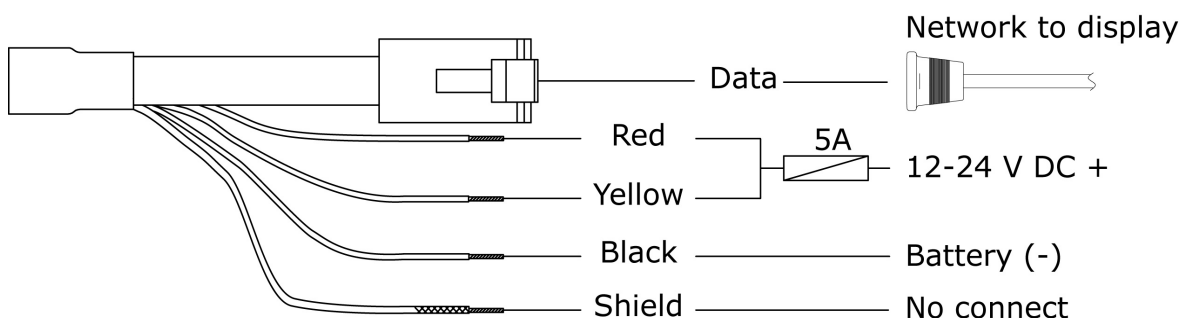 Network to display
Data
Red
5A
12-24 V DC +
Yellow
Black
Battery (-)
Shield
No connect